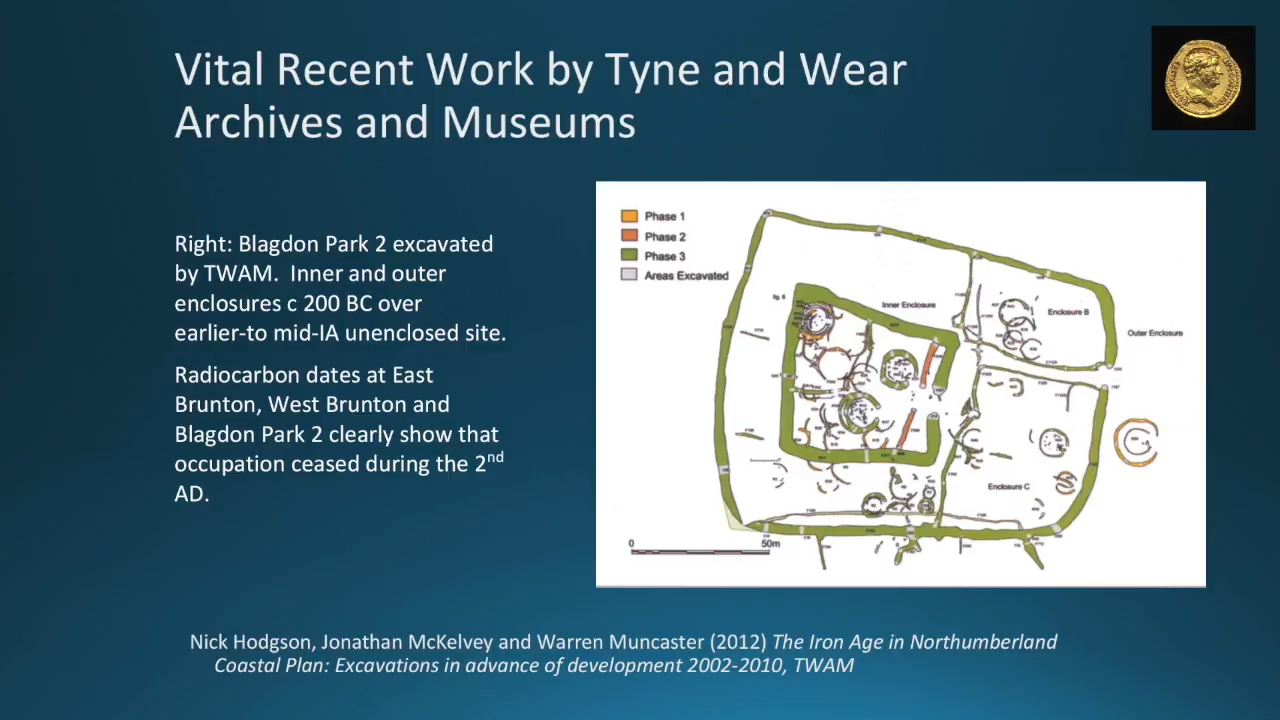 Vital Recent Work by Tyne and Wear
Archives and Museums
Right: Blagdon Park 2 excavated
by TWAM.  Inner and outer
enclosures c 200 BC over
earlier-to mid-IA unenclosed site.
Radiocarbon dates at East
Brunton, West Brunton and
Blagdon Park 2 clearly show that
occupation ceased during the 2nd
AD.
Phase 1
Phase 2
Phase 3
Areas Excavated
fig. 6
Inner Enclosure
Enclosure B
Outer Enclosure
Enclosure C
0 50m
Nick Hodgson, Jonathan McKelvey and Warren Muncaster (2012) The Iron Age in Northumberland
Coastal Plan: Excavations in advance of development 2002-2010, TWAM